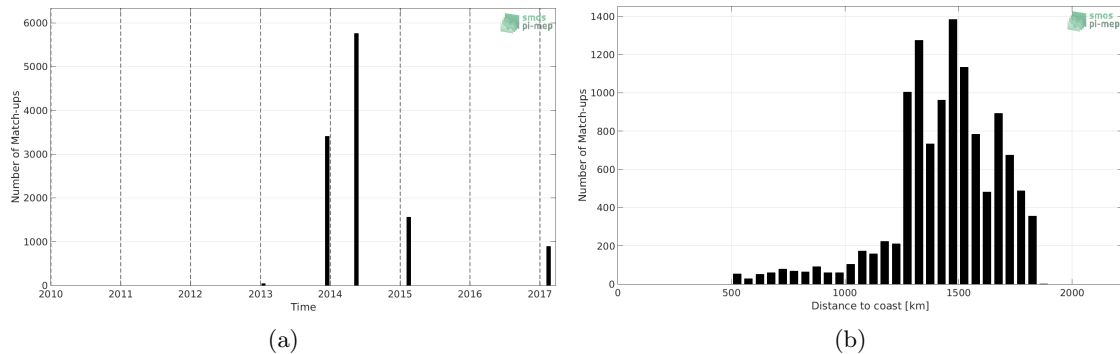 smos
pi-mep
Number of Match-ups
6000
5000
4000
3000
2000
1000
0
2010 2011 2012 2013 2014 2015 2016 2017
Time
(a)
smos
pi-mep
Number of Match-ups
1400
1200
1000
800
600
400
200
0
0 500 1000 1500 2000
Distance to coast [km]
(b)